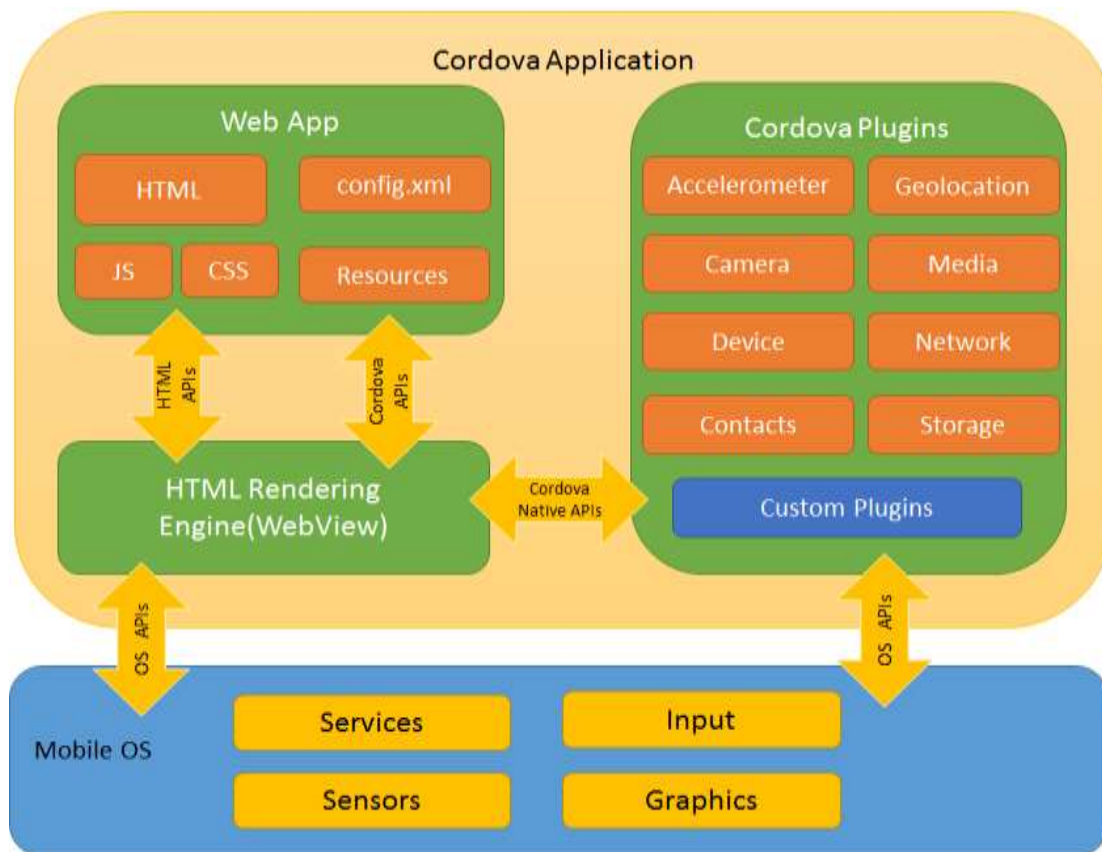 Cordova Application
Web App
HTML
config.xml
JS
CSS
Resources
HTML
APIs
Cordova
APIs
HTML Rendering
Engine(WebView)
Cordova
Native APIs
Cordova Plugins
Accelerometer
Geolocation
Camera
Media
Device
Network
Contacts
Storage
Custom Plugins
OS APIs
OS APIs
Mobile OS
Services
Input
Sensors
Graphics